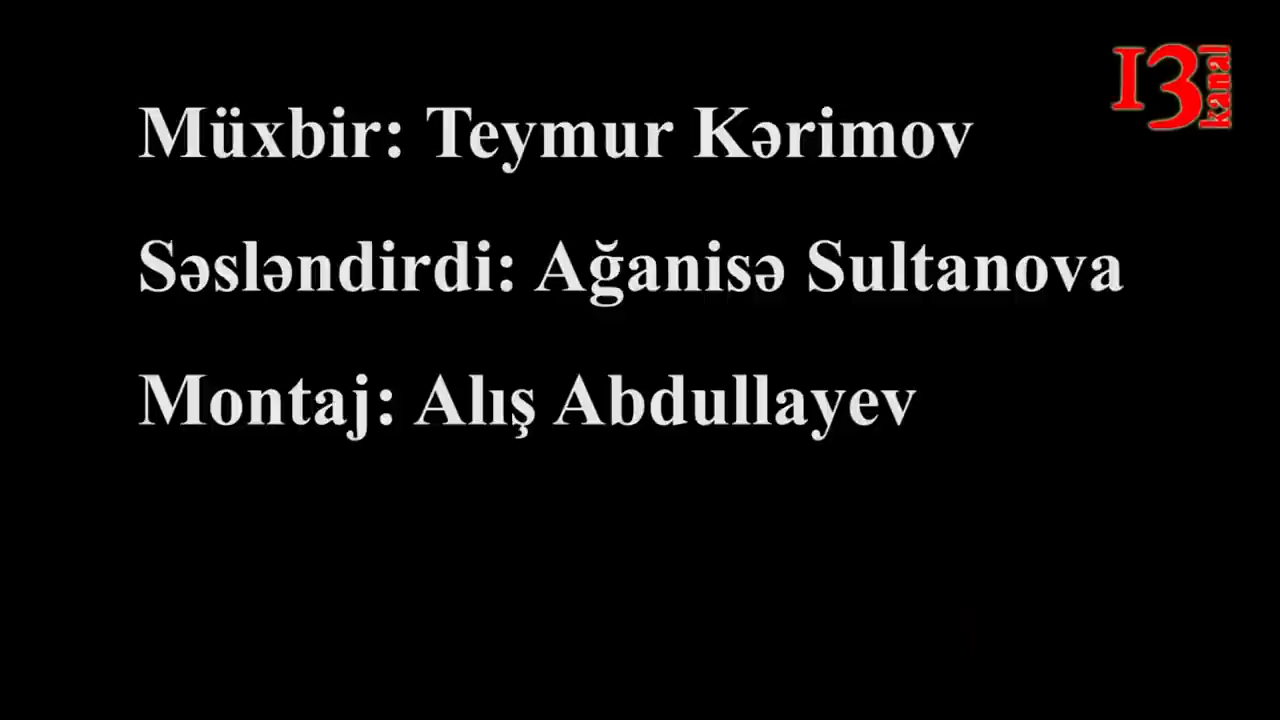 13 kanal
Müxbir: Teymur Kərimov
Səsləndirdi: Ağanisə Sultanova
Montaj: Alış Abdullayev